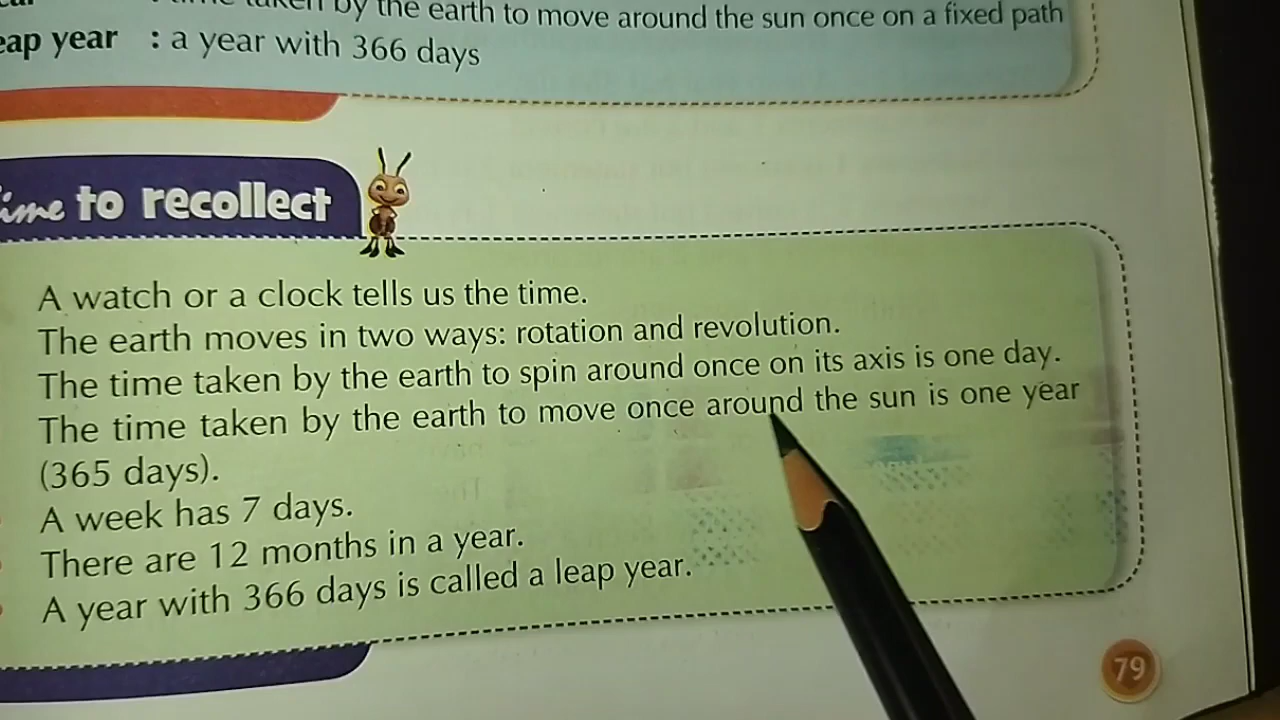 taken by the earth to move around the sun once on a fixed path
year : a year with 366 days
to recollect
A watch or a clock tells us the time.
The earth moves in two ways: rotation and revolution.
The time taken by the earth to spin around once on its axis is one day.
The time taken by the earth to move once around the sun is one year
(365 days).
A week has 7 days.
There are 12 months in a year.
A year with 366 days is called a leap year.
79